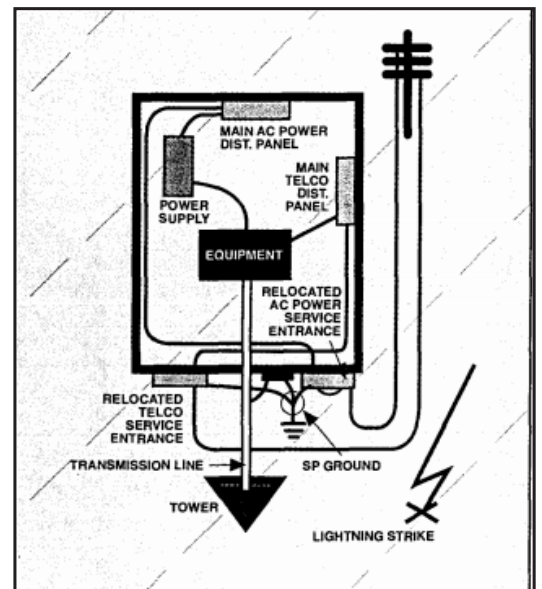 MAIN AC POWER
DIST. PANEL
MAIN
TELCO
DIST.
PANEL
POWER
SUPPLY
EQUIPMENT
RELOCATED
AC POWER
SERVICE
ENTRANCE
RELOCATED
TELCO
SERVICE
ENTRANCE
TRANSMISSION LINE
SP GROUND
TOWER
LIGHTNING STRIKE